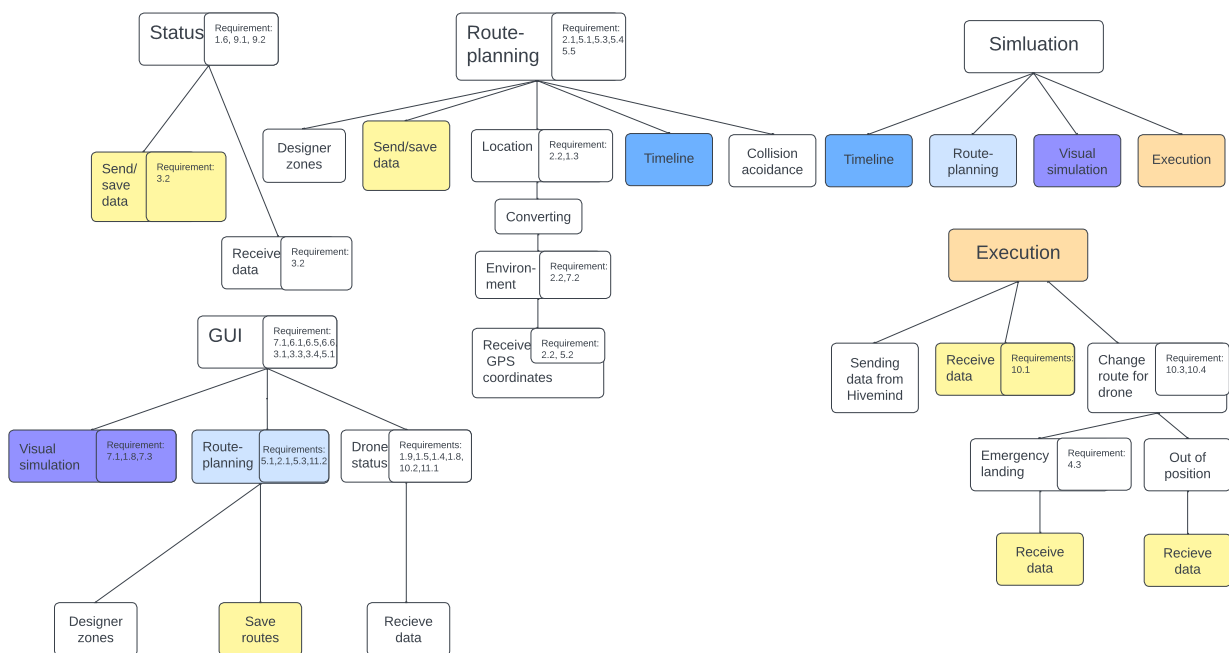 Status
Requirement:
1.6, 9.1, 9.2
Send/
save
data
Requirement:
3.2
Receive
data
Requirement:
3.2
Route-
planning
Requirement:
2.1,5.1,5.3,5.4
5.5
Designer
zones
Send/save
data
Location
Requirement:
2.2,1.3
Timeline
Collision
acoidance
Converting
Environ-
ment
Requirement:
2.2,7.2
Receive
GPS
coordinates
Requirement:
2.2, 5.2
Simluation
Timeline
Route-
planning
Visual
simulation
Execution
GUI
Requirement:
7.1,6.1,6.5,6.6,
3.1,3.3,3.4,5.1
Visual
simulation
Requirement:
7.1,1.8,7.3
Route-
planning
Requirements:
5.1,2.1,5.3,11.2
Drone
status
Requirements:
1.9,1.5,1.4,1.8,
10.2,11.1
Designer
zones
Save
routes
Recieve
data
Execution
Sending
data from
Hivemind
Receive
data
Requirements:
10.1
Change
route for
drone
Requirement:
10.3,10.4
Emergency
landing
Requirement:
4.3
Out of
position
Receive
data
Recieve
data